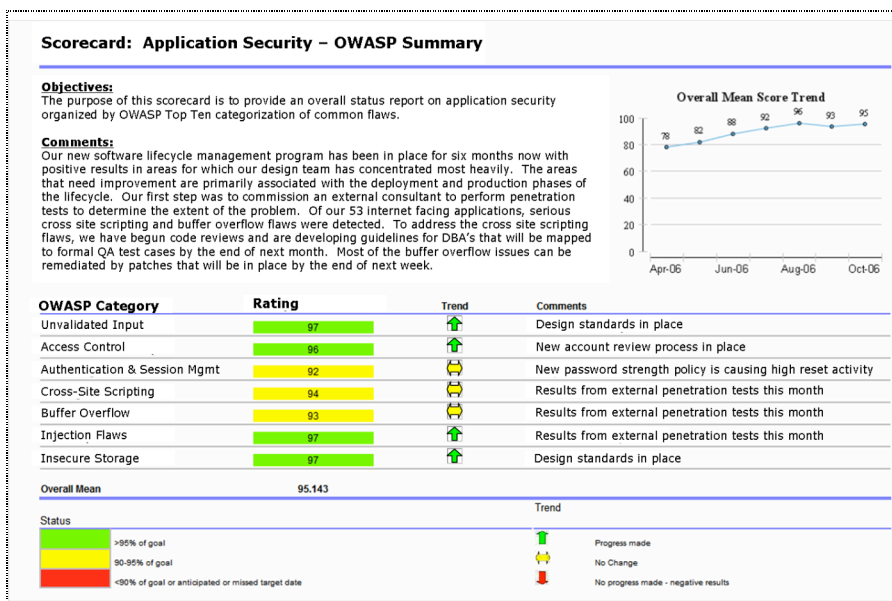 Scorecard: Application Security – OWASP Summary
Objectives:
The purpose of this scorecard is to provide an overall status report on application security
organized by OWASP Top Ten categorization of common flaws.
Comments:
Our new software lifecycle management program has been in place for six months now with
positive results in areas for which our design team has concentrated most heavily. The areas
that need improvement are primarily associated with the deployment and production phases of
the lifecycle. Our first step was to commission an external consultant to perform penetration
tests to determine the extent of the problem. Of our 53 internet facing applications, serious
cross site scripting and buffer overflow flaws were detected. To address the cross site scripting
flaws, we have begun code reviews and are developing guidelines for DBA's that will be mapped
to formal QA test cases by the end of next month. Most of the buffer overflow issues can be
remediated by patches that will be in place by the end of next week.
Overall Mean Score Trend
100
80
60
40
20
0
78 82 88 92 96 93 95
Apr-06 Jun-06 Aug-06 Oct-06
OWASP Category Rating Trend Comments
Unvalidated Input 97 Design standards in place
Access Control 96 New account review process in place
Authentication & Session Mgmt 92 New password strength policy is causing high reset activity
Cross-Site Scripting 94 Results from external penetration tests this month
Buffer Overflow 93 Results from external penetration tests this month
Injection Flaws 97 Results from external penetration tests this month
Insecure Storage 97 Design standards in place
Overall Mean 95.143
Status Trend
>95% of goal Progress made
90-95% of goal No Change
<90% of goal or anticipated or missed target date No progress made - negative results